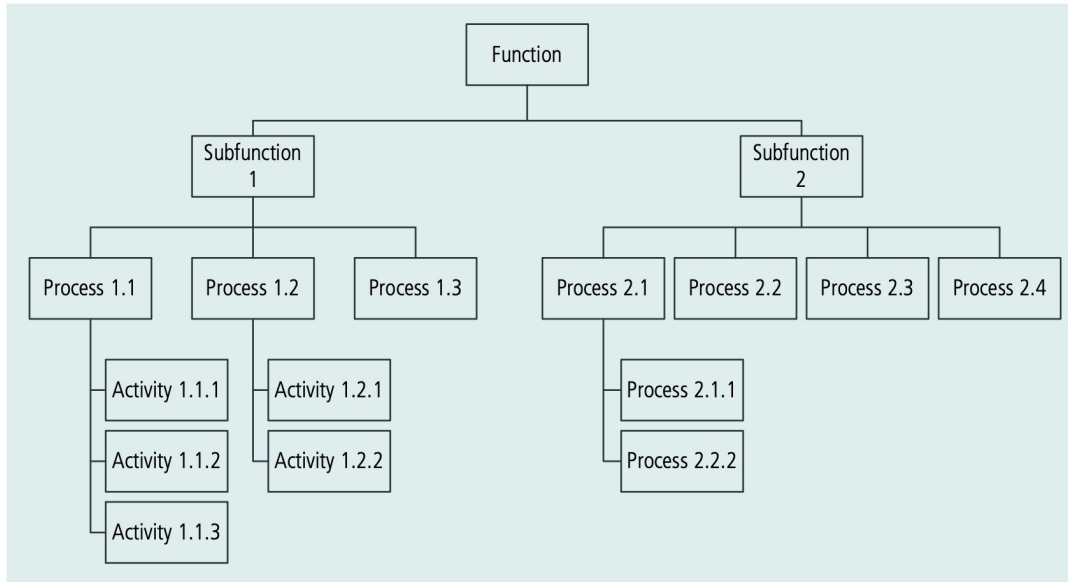 Function
Subfunction
1
Subfunction
2
Process 1.1
Process 1.2
Process 1.3
Process 2.1
Process 2.2
Process 2.3
Process 2.4
Activity 1.1.1
Activity 1.2.1
Process 2.1.1
Activity 1.1.2
Activity 1.2.2
Process 2.2.2
Activity 1.1.3